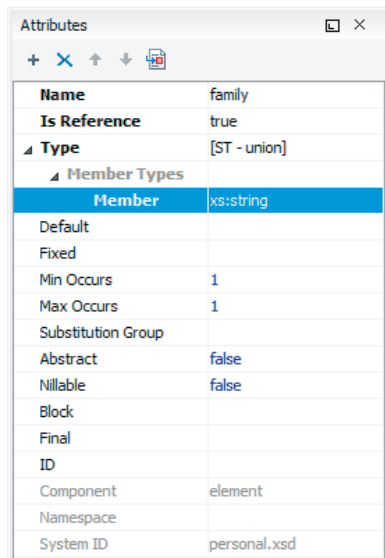 Attributes
Name family
Is Reference true
Type [ST - union]
Member Types
Member xs:string
Default
Fixed
Min Occurs 1
Max Occurs 1
Substitution Group
Abstract false
Nillable false
Block
Final
ID
Component element
Namespace
System ID personal.xsd